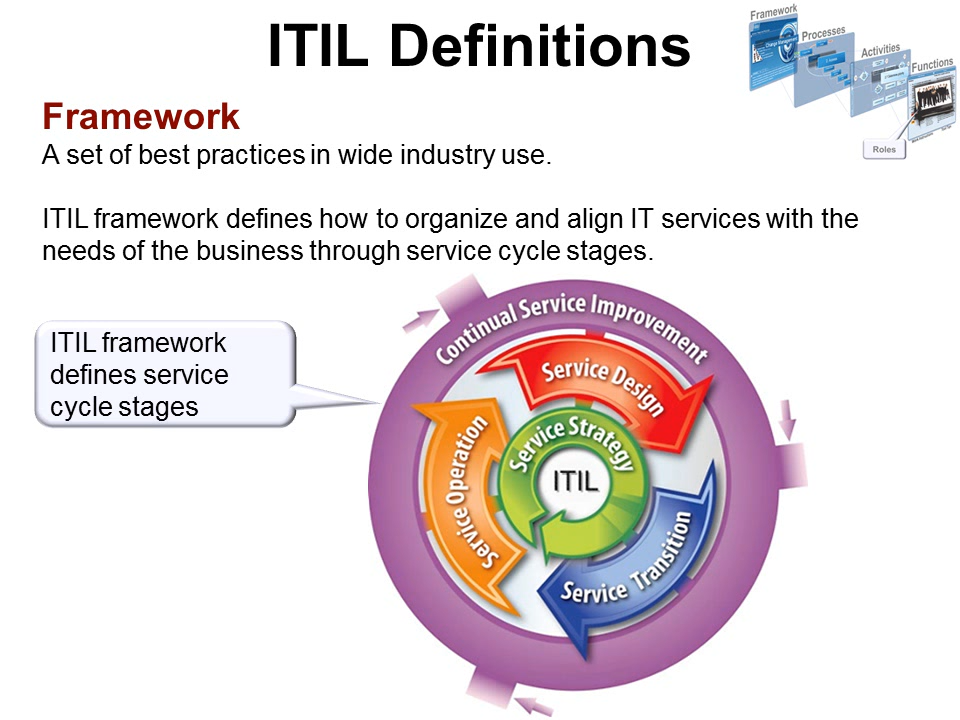 ITIL Definitions
Framework
Processes
Activities
Functions
Roles
Framework
A set of best practices in wide industry use.
ITIL framework defines how to organize and align IT services with the
needs of the business through service cycle stages.
ITIL framework
defines service
cycle stages
Continual Service Improvement
Service Design
Service Strategy
ITIL
Service Operation
Service Transition